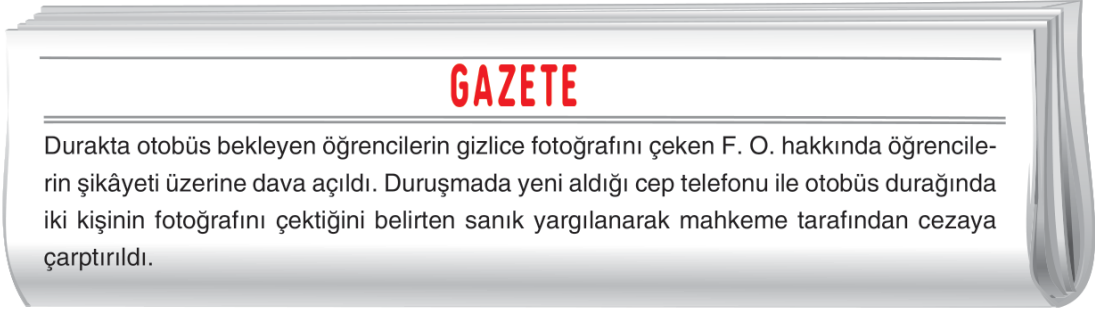 GAZETE
Durakta otobüs bekleyen öğrencilerin gizlice fotoğrafını çeken F. O. hakkında öğrencile-
rin şikâyeti üzerine dava açıldı. Duruşmada yeni aldığı cep telefonu ile otobüs durağında
iki kişinin fotoğrafını çektiğini belirten sanık yargılanarak mahkeme tarafından cezaya
çarptırıldı.